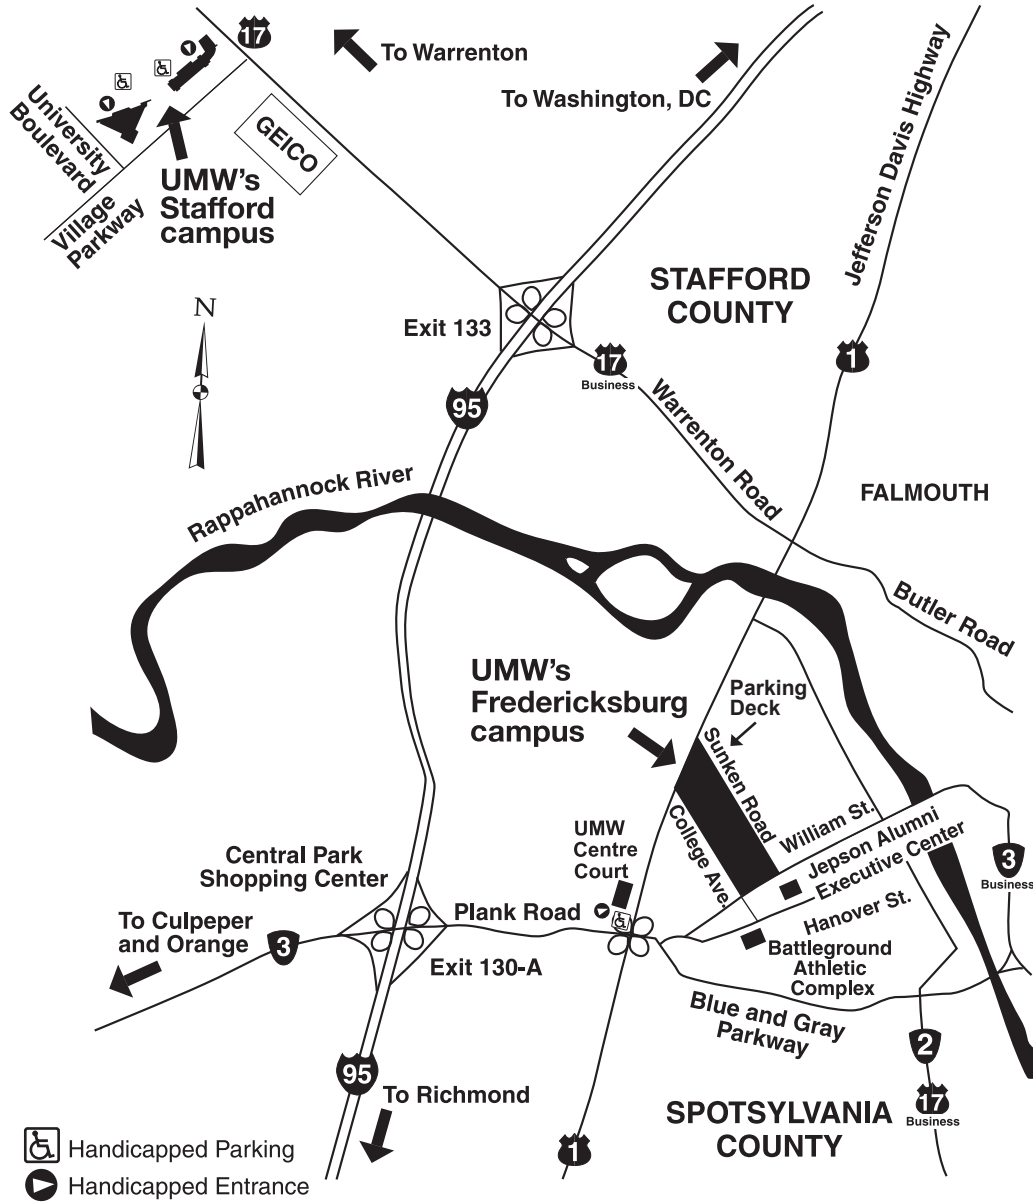 17
To Warrenton
To Washington, DC
Jefferson Davis Highway
University
Boulevard
GEICO
UMW's
Stafford
campus
Village
Parkway
STAFFORD
COUNTY
N
Exit 133
17
Business
1
95
Warrenton Road
Rappahannock River
FALMOUTH
Butler Road
UMW's
Fredericksburg
campus
Parking
Deck
Sunken Road
College Ave.
William St.
UMW
Centre
Court
Jepson Alumni
Executive Center
3
Business
Central Park
Shopping Center
Plank Road
Hanover St.
To Culpeper
and Orange
3
Exit 130-A
Battleground
Athletic
Complex
Blue and Gray
Parkway
2
95
To Richmond
17
Business
SPOTSYLVANIA
COUNTY
1
Handicapped Parking
Handicapped Entrance